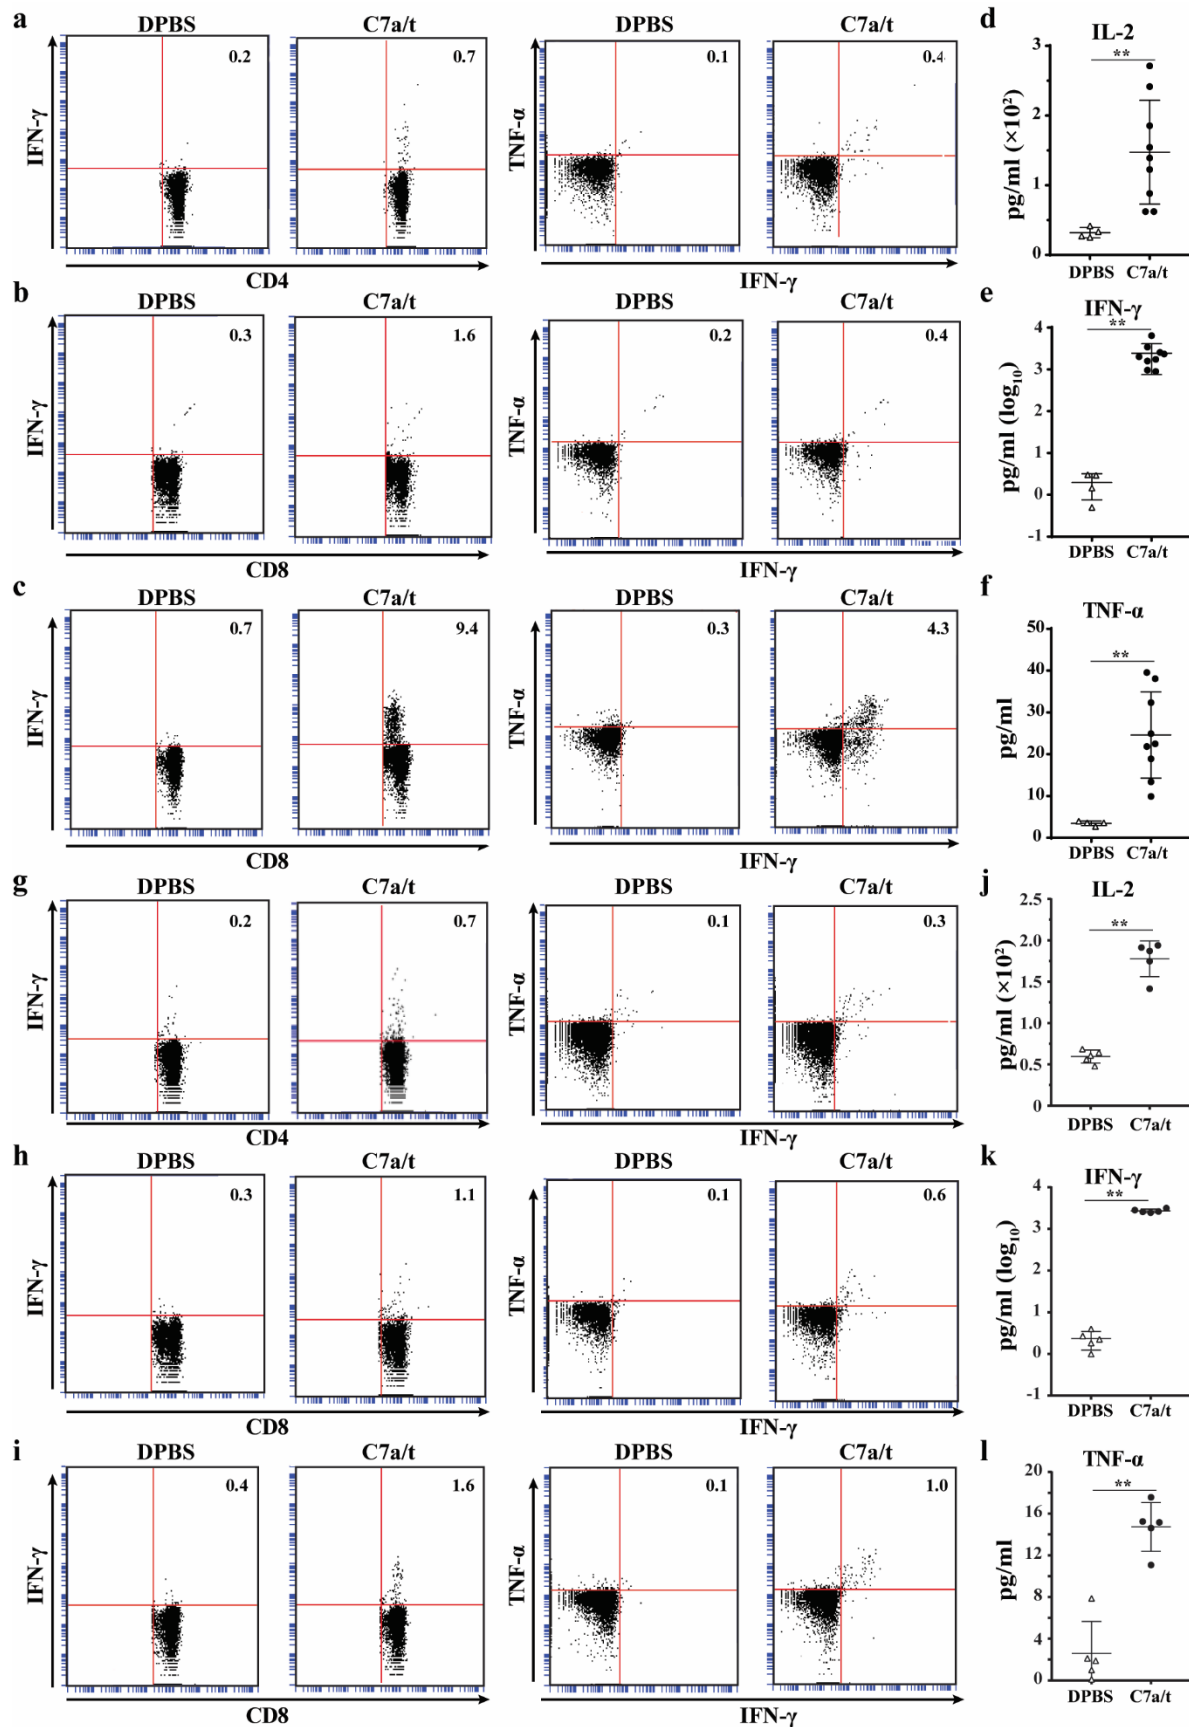 a
DPBS
C7a/t
IFN-γ
0.2
0.7
CD4
TNF-α
0.1
0.4
IFN-γ
d
IL-2
**
pg/ml (×10²)
3
2
1
0
DPBS
C7a/t
b
DPBS
C7a/t
IFN-γ
0.3
1.6
CD8
TNF-α
0.2
0.4
IFN-γ
e
IFN-γ
**
pg/ml (log₁₀)
4
3
2
1
0
-1
DPBS
C7a/t
c
DPBS
C7a/t
IFN-γ
0.7
9.4
CD8
DPBS
C7a/t
TNF-α
0.3
4.3
IFN-γ
f
TNF-α
**
pg/ml
50
40
30
20
10
0
DPBS
C7a/t
g
DPBS
C7a/t
IFN-γ
0.2
0.7
CD4
DPBS
C7a/t
TNF-α
0.1
0.3
IFN-γ
j
IL-2
**
pg/ml (×10²)
2.5
2.0
1.0
0.5
0
DPBS
C7a/t
h
DPBS
C7a/t
IFN-γ
0.3
1.1
CD8
DPBS
C7a/t
TNF-α
0.1
0.6
IFN-γ
k
IFN-γ
**
pg/ml (log₁₀)
4
3
1
0
-1
DPBS
C7a/t
i
DPBS
C7a/t
IFN-γ
0.4
1.6
CD8
DPBS
C7a/t
TNF-α
0.1
1.0
IFN-γ
l
TNF-α
**
pg/ml
20
16
12
8
4
0
DPBS
C7a/t